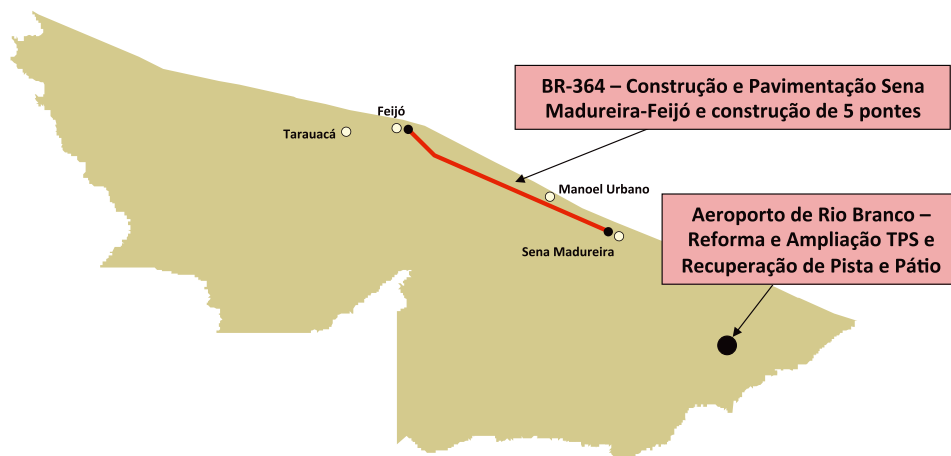 BR-364 – Construção e Pavimentação Sena
Madureira-Feijó e construção de 5 pontes
Feijó
Tarauacá
Manoel Urbano
Sena Madureira
Aeroporto de Rio Branco –
Reforma e Ampliação TPS e
Recuperação de Pista e Pátio